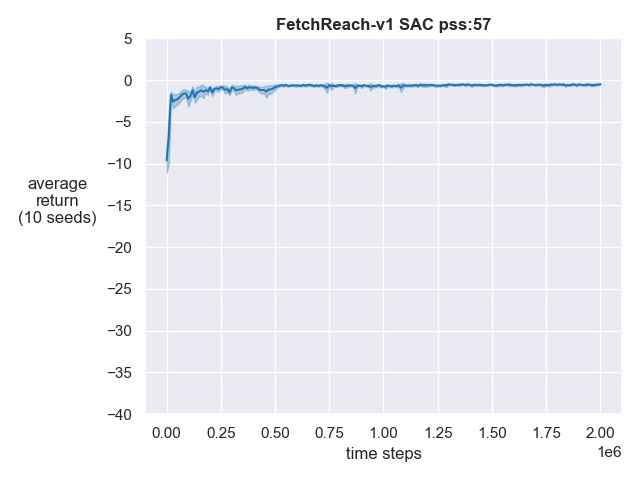 FetchReach-v1 SAC pss:57
5
0
−5
−10
−15
−20
−25
−30
−35
−40
average
return
(10 seeds)
0.00 0.25 0.50 0.75 1.00 1.25 1.50 1.75 2.00
time steps
1e6